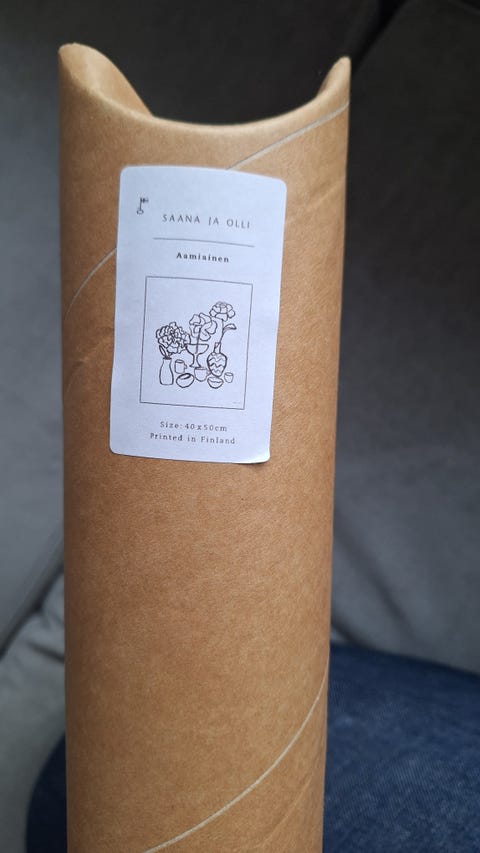 SAANA JA OLLI
Aamiainen
Size: 40x50cm
Printed in Finland